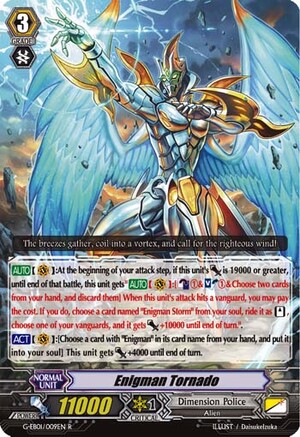 3
GRADE
The breezes gather, coil into a vortex, and call for the righteous wind!
AUTO【 】:At the beginning of your attack step, if this unit's is 19000 or greater,
until end of that battle, this unit gets "AUTO【 】:[ ① & ①&Choose two cards
from your hand, and discard them] When this unit's attack hits a vanguard, you may pay the
cost. If you do, choose a card named "Enigman Storm" from your soul, ride it as
choose one of your vanguards, and it gets +10000 until end of turn.".
ACT【 】:[Choose a card with "Enigman" in its card name from your hand, and put it
into your soul] This unit gets +4000 until end of turn.
NORMAL
UNIT
Enigman Tornado
POWER
11000
1
CRITICAL
Dimension Police
Alien
G-EB01/009EN R
ILLUST / DaisukeIzuka